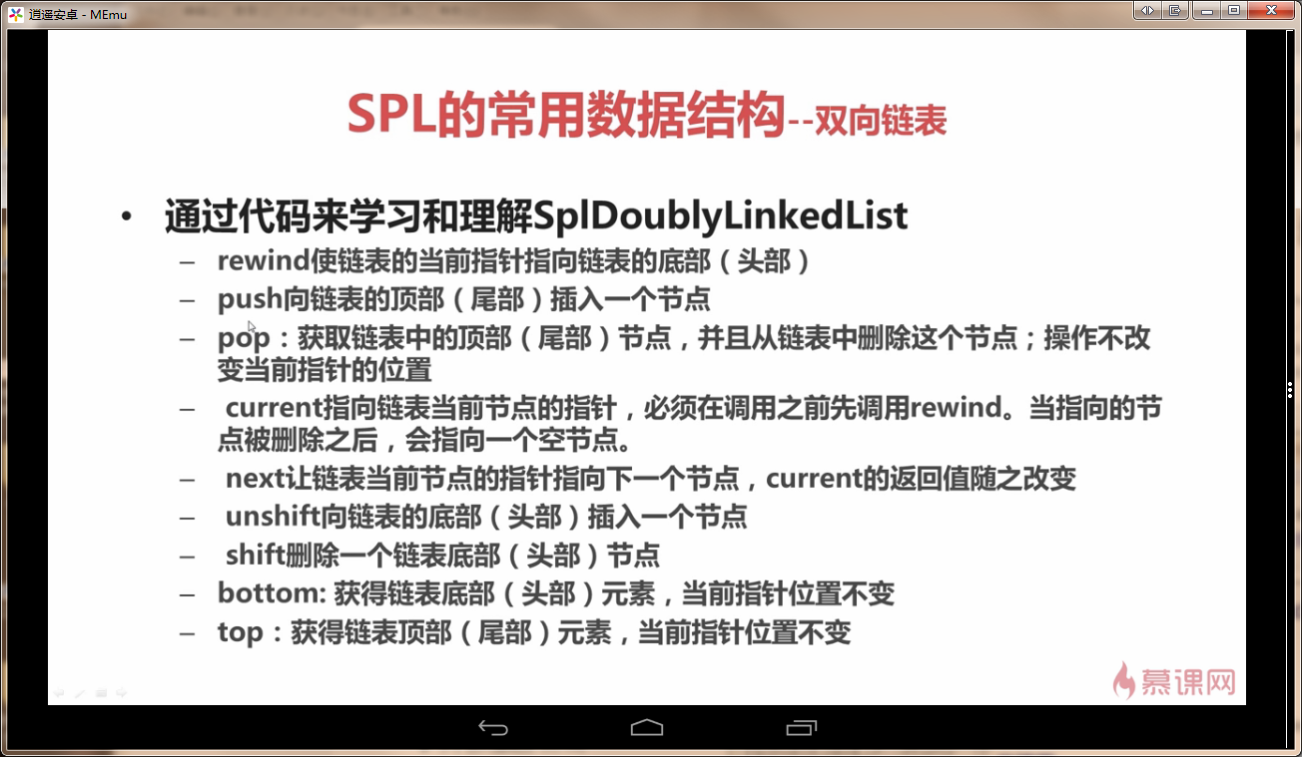 逍遥安卓 - MEmu
SPL的常用数据结构--双向链表
• 通过代码来学习和理解SplDoublyLinkedList
– rewind使链表的当前指针指向链表的底部（头部）
– push向链表的顶部（尾部）插入一个节点
– pop：获取链表中的顶部（尾部）节点，并且从链表中删除这个节点；操作不改
变当前指针的位置
– current指向链表当前节点的指针，必须在调用之前先调用rewind。当指向的节
点被删除之后，会指向一个空节点。
– next让链表当前节点的指针指向下一个节点，current的返回值随之改变
– unshift向链表的底部（头部）插入一个节点
– shift删除一个链表底部（头部）节点
– bottom: 获得链表底部（头部）元素，当前指针位置不变
– top：获得链表顶部（尾部）元素，当前指针位置不变
慕课网